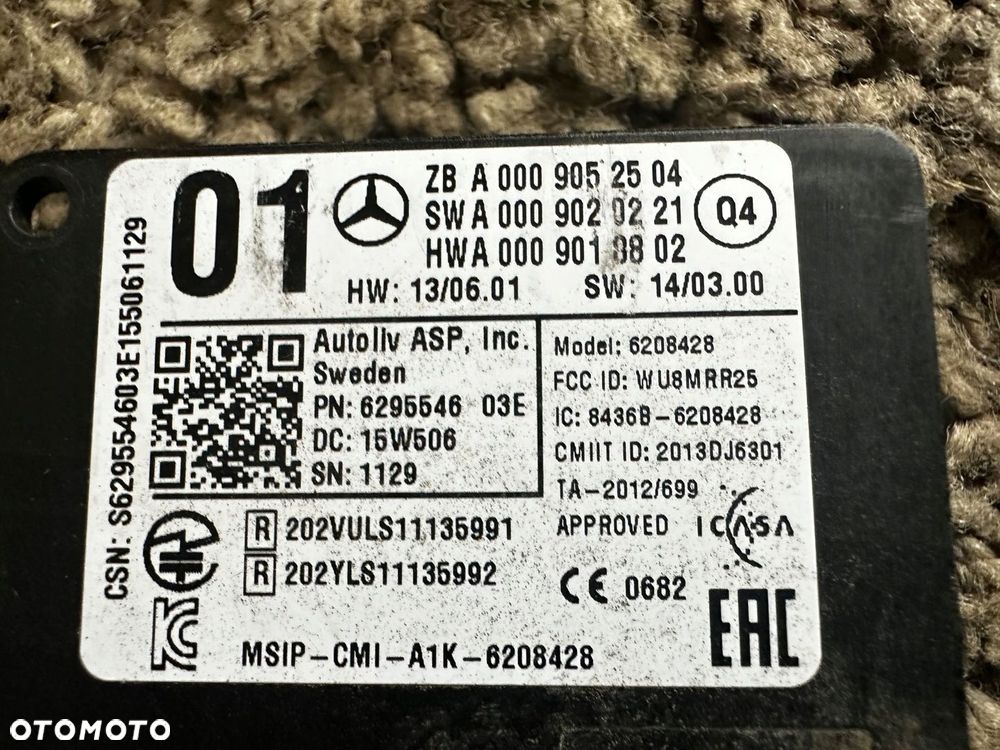 CSN: S629554603E155061129
01
ZB A 000 905 25 04
SW A 000 902 02 21
HW A 000 901 88 02
Q4
HW: 13/06.01 SW: 14/03.00
Autoliv ASP, Inc.
Sweden
PN: 6295546 03E
DC: 15W506
SN: 1129
Model: 6208428
FCC ID: WU8MRR25
IC: 8436B-6208428
CMIIT ID: 2013DJ6301
TA-2012/699
APPROVED ICASA
R 202VULS11135991
R 202YLS11135992
CE 0682
EAC
MSIP-CMI-A1K-6208428
OTOMOTO